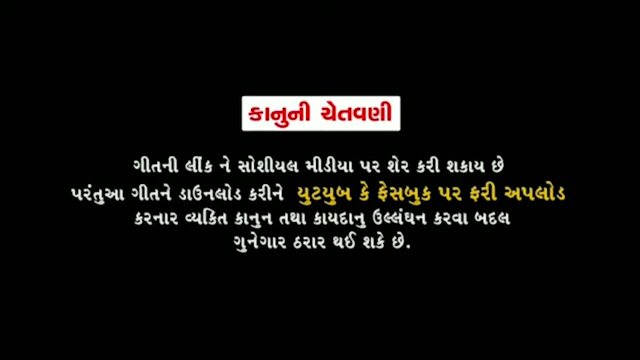 કાનુની ચેતવણી
ગીતની લીંક ને સોશીયલ મીડીયા પર શેર કરી શકાય છે
પરંતુઆ ગીતને ડાઉનલોડ કરીને યુટયુબ કે ફેસબુક પર ફરી અપલોડ
કરનાર વ્યકિત કાનુન તથા કાયદાનુ ઉલ્લંઘન કરવા બદલ
ગુનેગાર ઠરાર થઈ શકે છે.